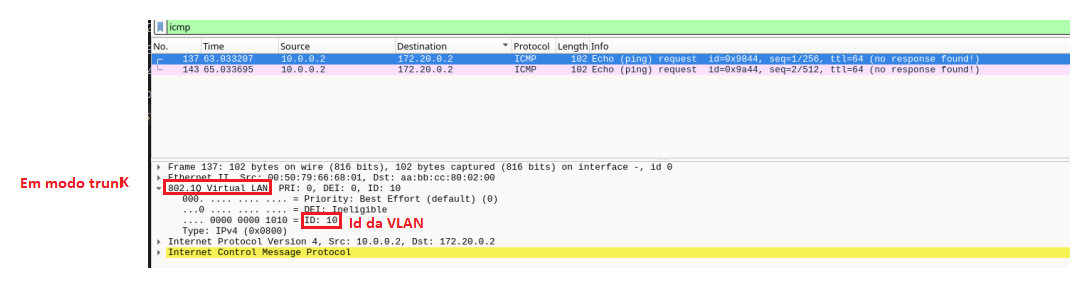 icmp
No. Time Source Destination Protocol Length Info
137 63.033207 10.0.0.2 172.20.0.2 ICMP 102 Echo (ping) request id=0x9844, seq=1/256, ttl=64 (no response found!)
143 65.033695 10.0.0.2 172.20.0.2 ICMP 102 Echo (ping) request id=0x9a44, seq=2/512, ttl=64 (no response found!)
Frame 137: 102 bytes on wire (816 bits), 102 bytes captured (816 bits) on interface -, id 0
Ethernet II, Src: 00:50:79:66:68:01, Dst: aa:bb:cc:80:02:00
Em modo trunK
802.1Q Virtual LAN, PRI: 0, DEI: 0, ID: 10
000. .... .... .... = Priority: Best Effort (default) (0)
...0 .... .... .... = DEI: Ineligible
.... 0000 0000 1010 = ID: 10
Id da VLAN
Type: IPv4 (0x0800)
Internet Protocol Version 4, Src: 10.0.0.2, Dst: 172.20.0.2
Internet Control Message Protocol